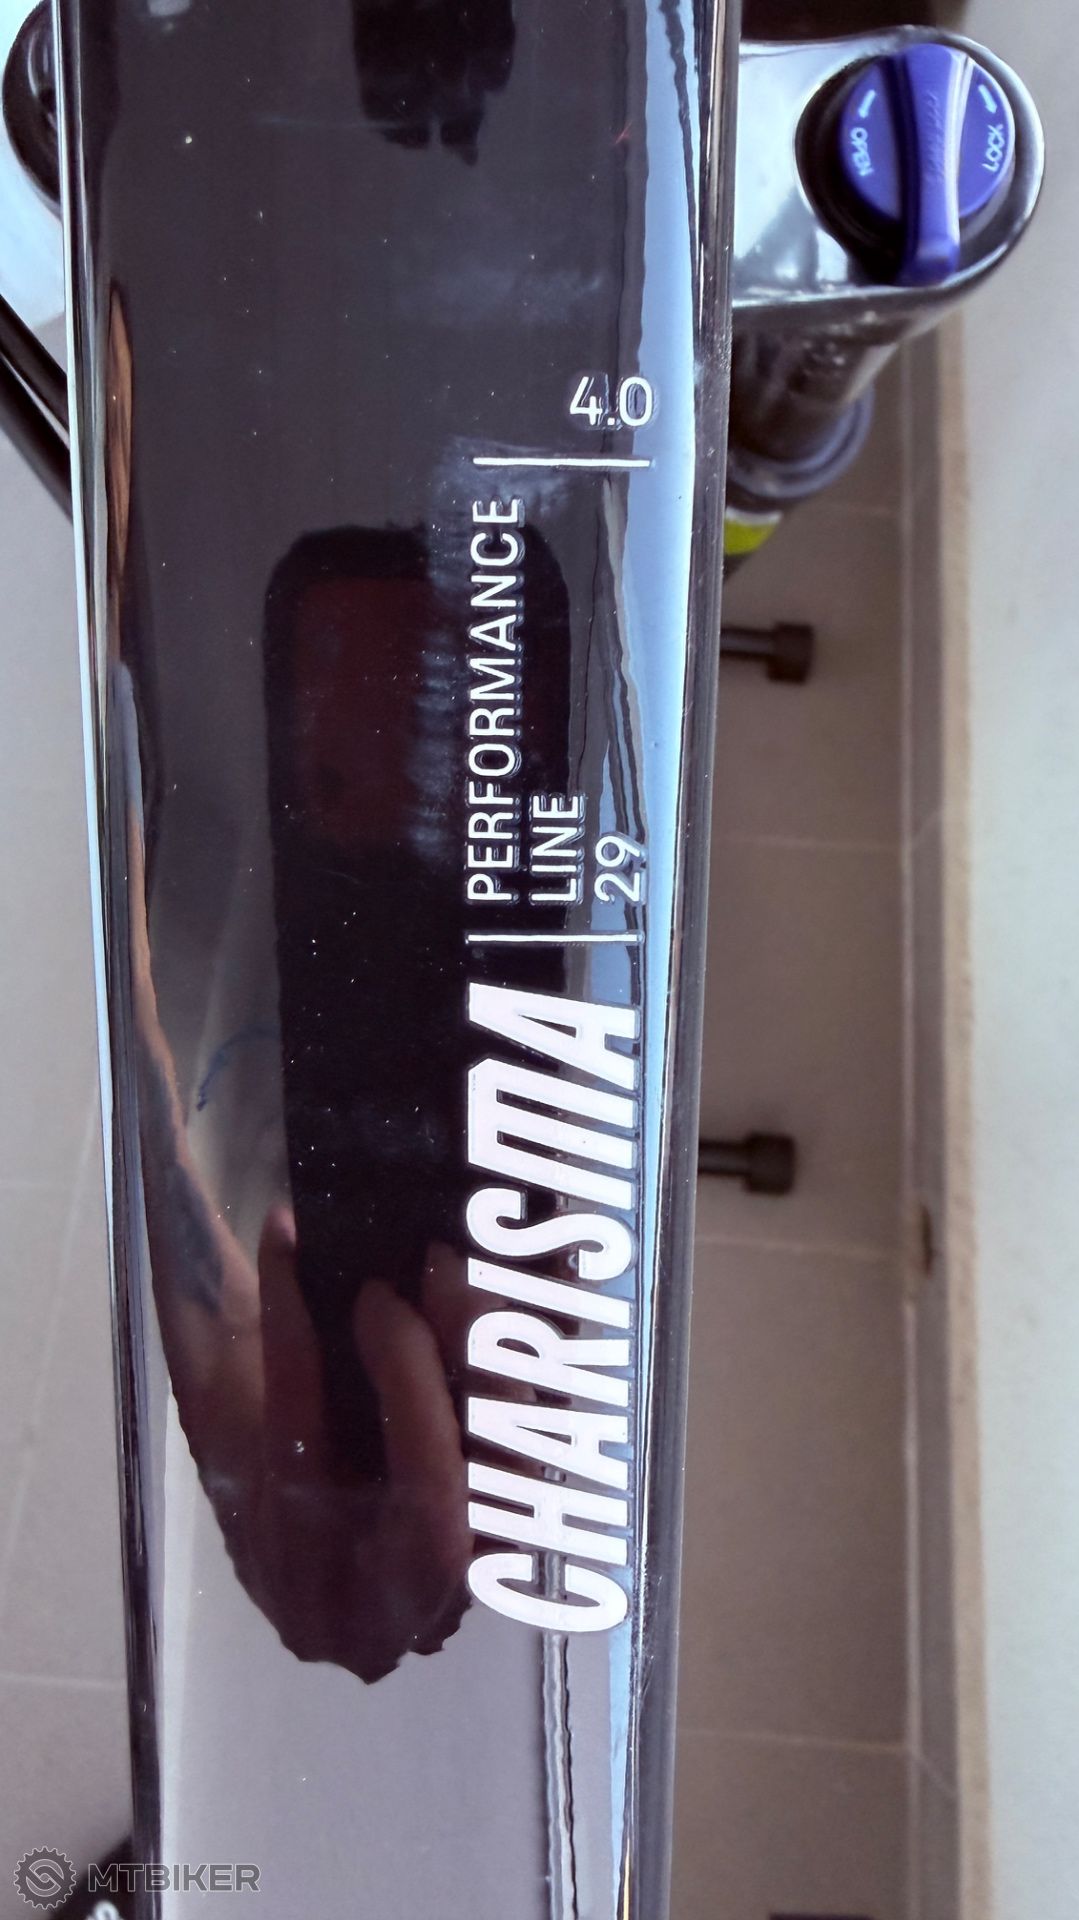 CHARISMA
PERFORMANCE
LINE
29
4.0
OPEN
LOCK
MTBIKER